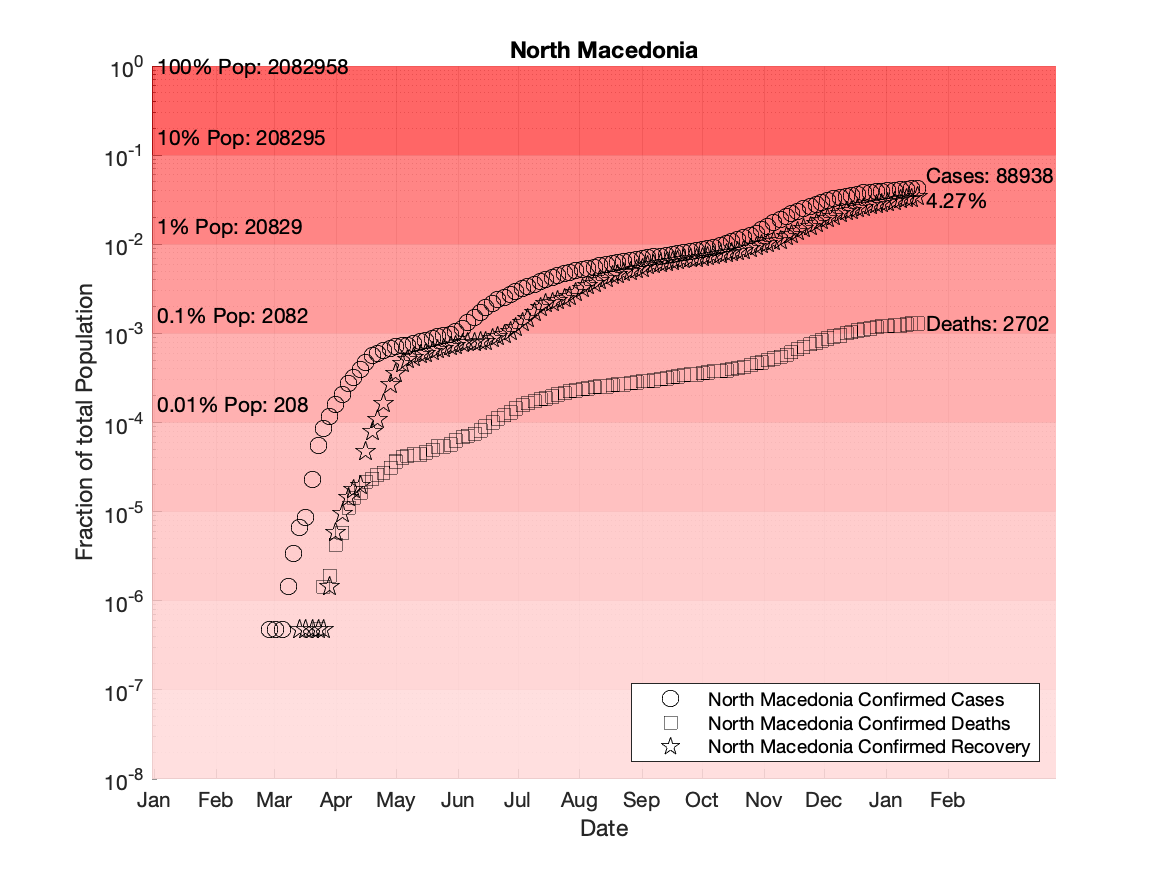 North Macedonia
10^0
100% Pop: 2082958
10% Pop: 208295
10^-1
Cases: 88938
4.27%
1% Pop: 20829
10^-2
0.1% Pop: 2082
Deaths: 2702
10^-3
0.01% Pop: 208
10^-4
10^-5
10^-6
10^-7
10^-8
Fraction of total Population
North Macedonia Confirmed Cases
North Macedonia Confirmed Deaths
North Macedonia Confirmed Recovery
Jan Feb Mar Apr May Jun Jul Aug Sep Oct Nov Dec Jan Feb
Date